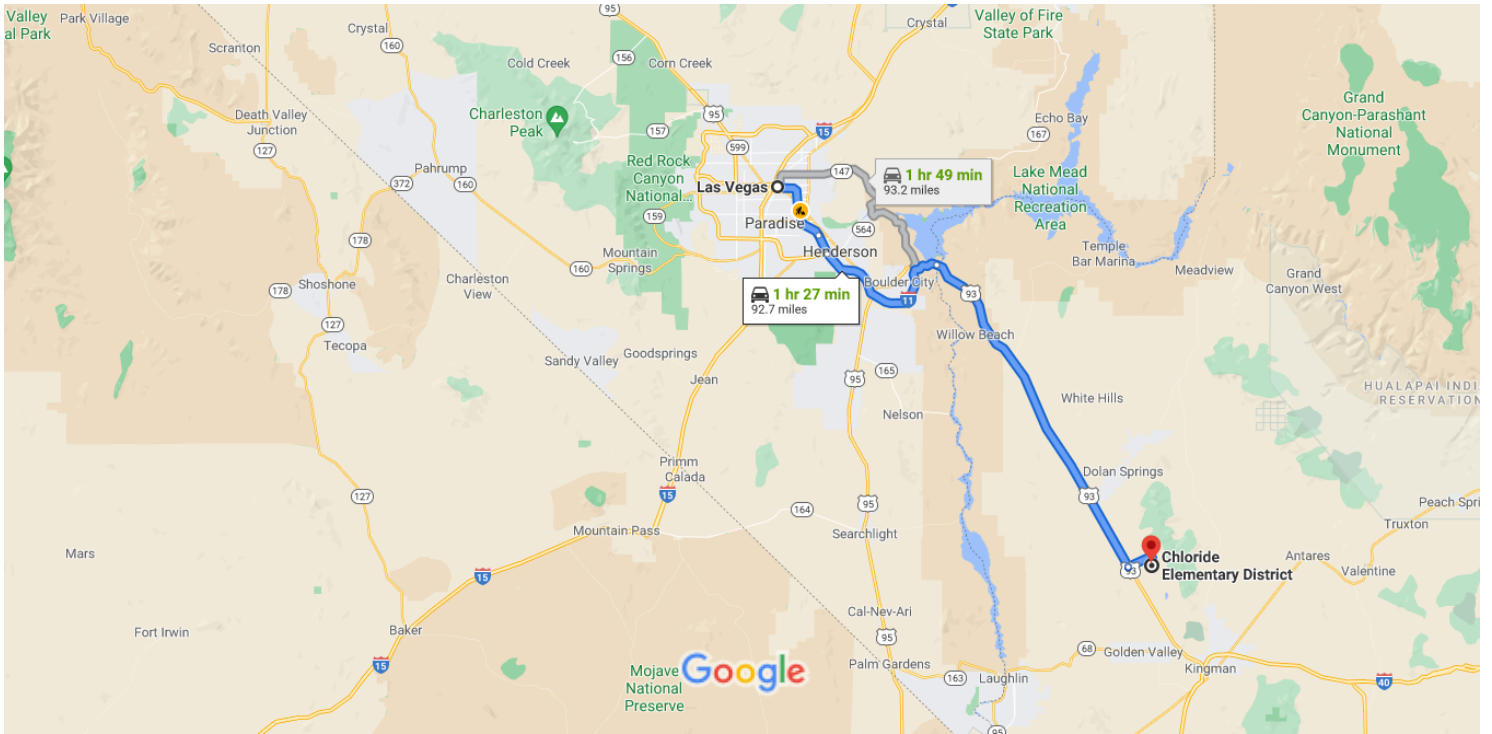 Valley
al Park
Park Village
Crystal
160
Scranton
95
156
Cold Creek
Corn Creek
Crystal
Valley of Fire
State Park
Death Valley
Junction
127
Charleston
Peak
95
157
599
15
Echo Bay
167
Grand
Canyon-Parashant
National
Monument
Pahrump
372
160
Red Rock
Canyon
National...
159
Las Vegas
147
1 hr 49 min
93.2 miles
Lake Mead
National
Recreation
Area
Paradise
564
Henderson
178
Mountain
Springs
160
Temple
Bar Marina
Meadview
Grand
Canyon West
178
Shoshone
Charleston
View
1 hr 27 min
92.7 miles
Boulder City
11
93
127
Tecopa
Willow Beach
Sandy Valley
Goodsprings
Jean
95
165
Nelson
White Hills
HUALAPAI INDI
RESERVATION
Primm
Calada
15
Dolan Springs
93
127
164
95
Searchlight
Mountain Pass
Peach Spri
Truxton
Mars
15
93
Chloride
Elementary District
Antares
Valentine
Fort Irwin
Baker
15
Cal-Nev-Ari
95
Palm Gardens
68
Golden Valley
Kingman
40
Mojave
National
Preserve
Google
163
Laughlin
95